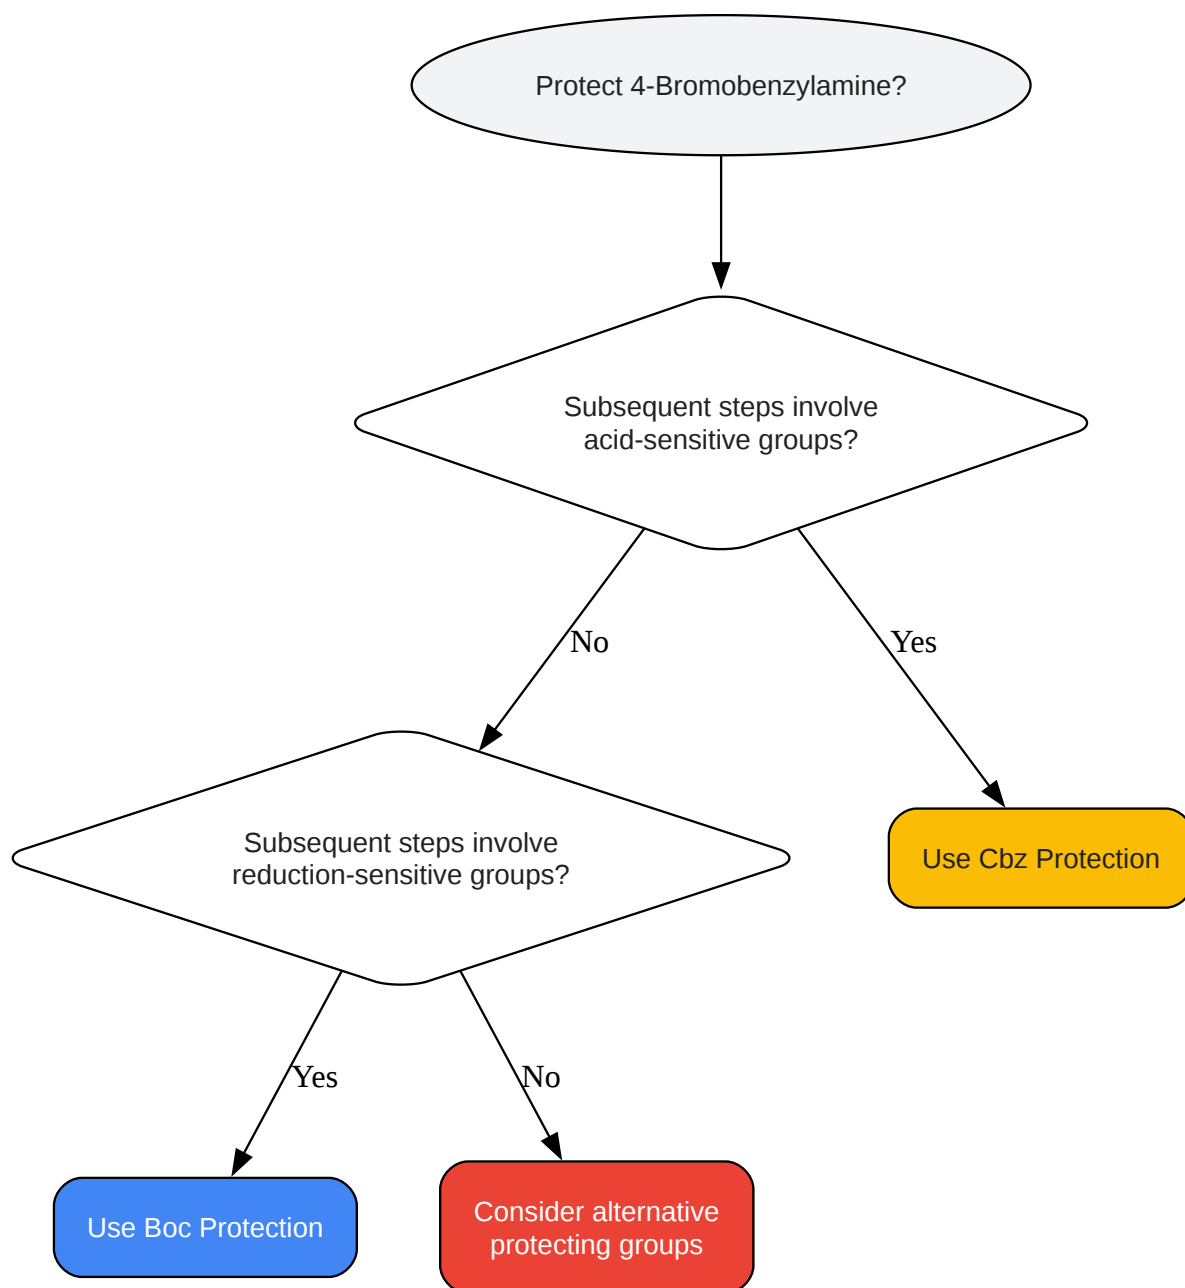 Protect 4-Bromobenzylamine?
Subsequent steps involve
acid-sensitive groups?
No
Yes
Subsequent steps involve
reduction-sensitive groups?
Use Cbz Protection
Yes
No
Use Boc Protection
Consider alternative
protecting groups